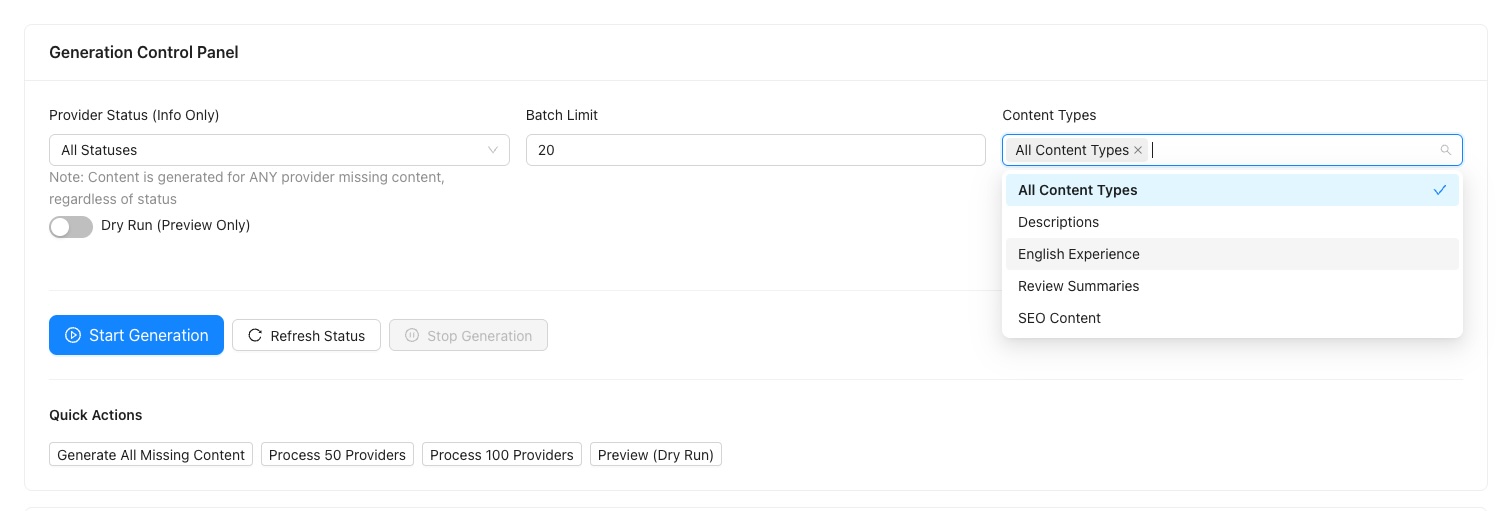 Generation Control Panel
Provider Status (Info Only)
Batch Limit
Content Types
All Statuses
20
All Content Types
Note: Content is generated for ANY provider missing content,
regardless of status
Dry Run (Preview Only)
All Content Types
Descriptions
English Experience
Review Summaries
SEO Content
Start Generation
Refresh Status
Stop Generation
Quick Actions
Generate All Missing Content
Process 50 Providers
Process 100 Providers
Preview (Dry Run)